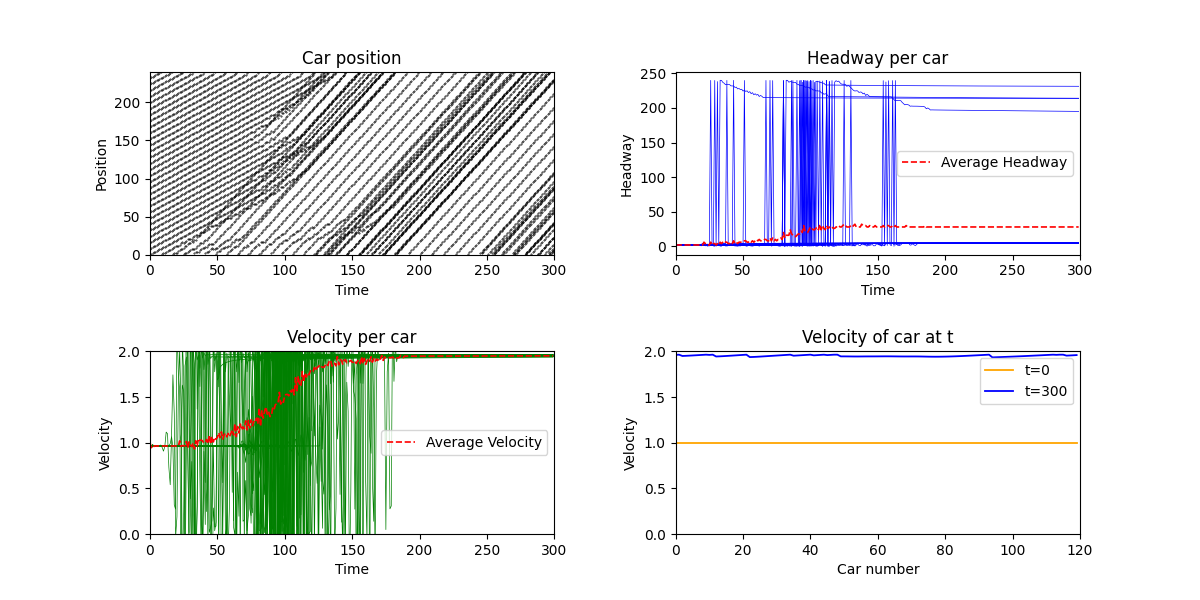 Car position
Position
200
150
100
50
0
0 50 100 150 200 250 300
Time
Headway per car
Headway
250
200
150
100
50
0
Average Headway
0 50 100 150 200 250 300
Time
Velocity per car
Velocity
2.0
1.5
1.0
0.5
0.0
Average Velocity
0 50 100 150 200 250 300
Time
Velocity of car at t
Velocity
2.0
1.5
1.0
0.5
0.0
t=0
t=300
0 20 40 60 80 100 120
Car number